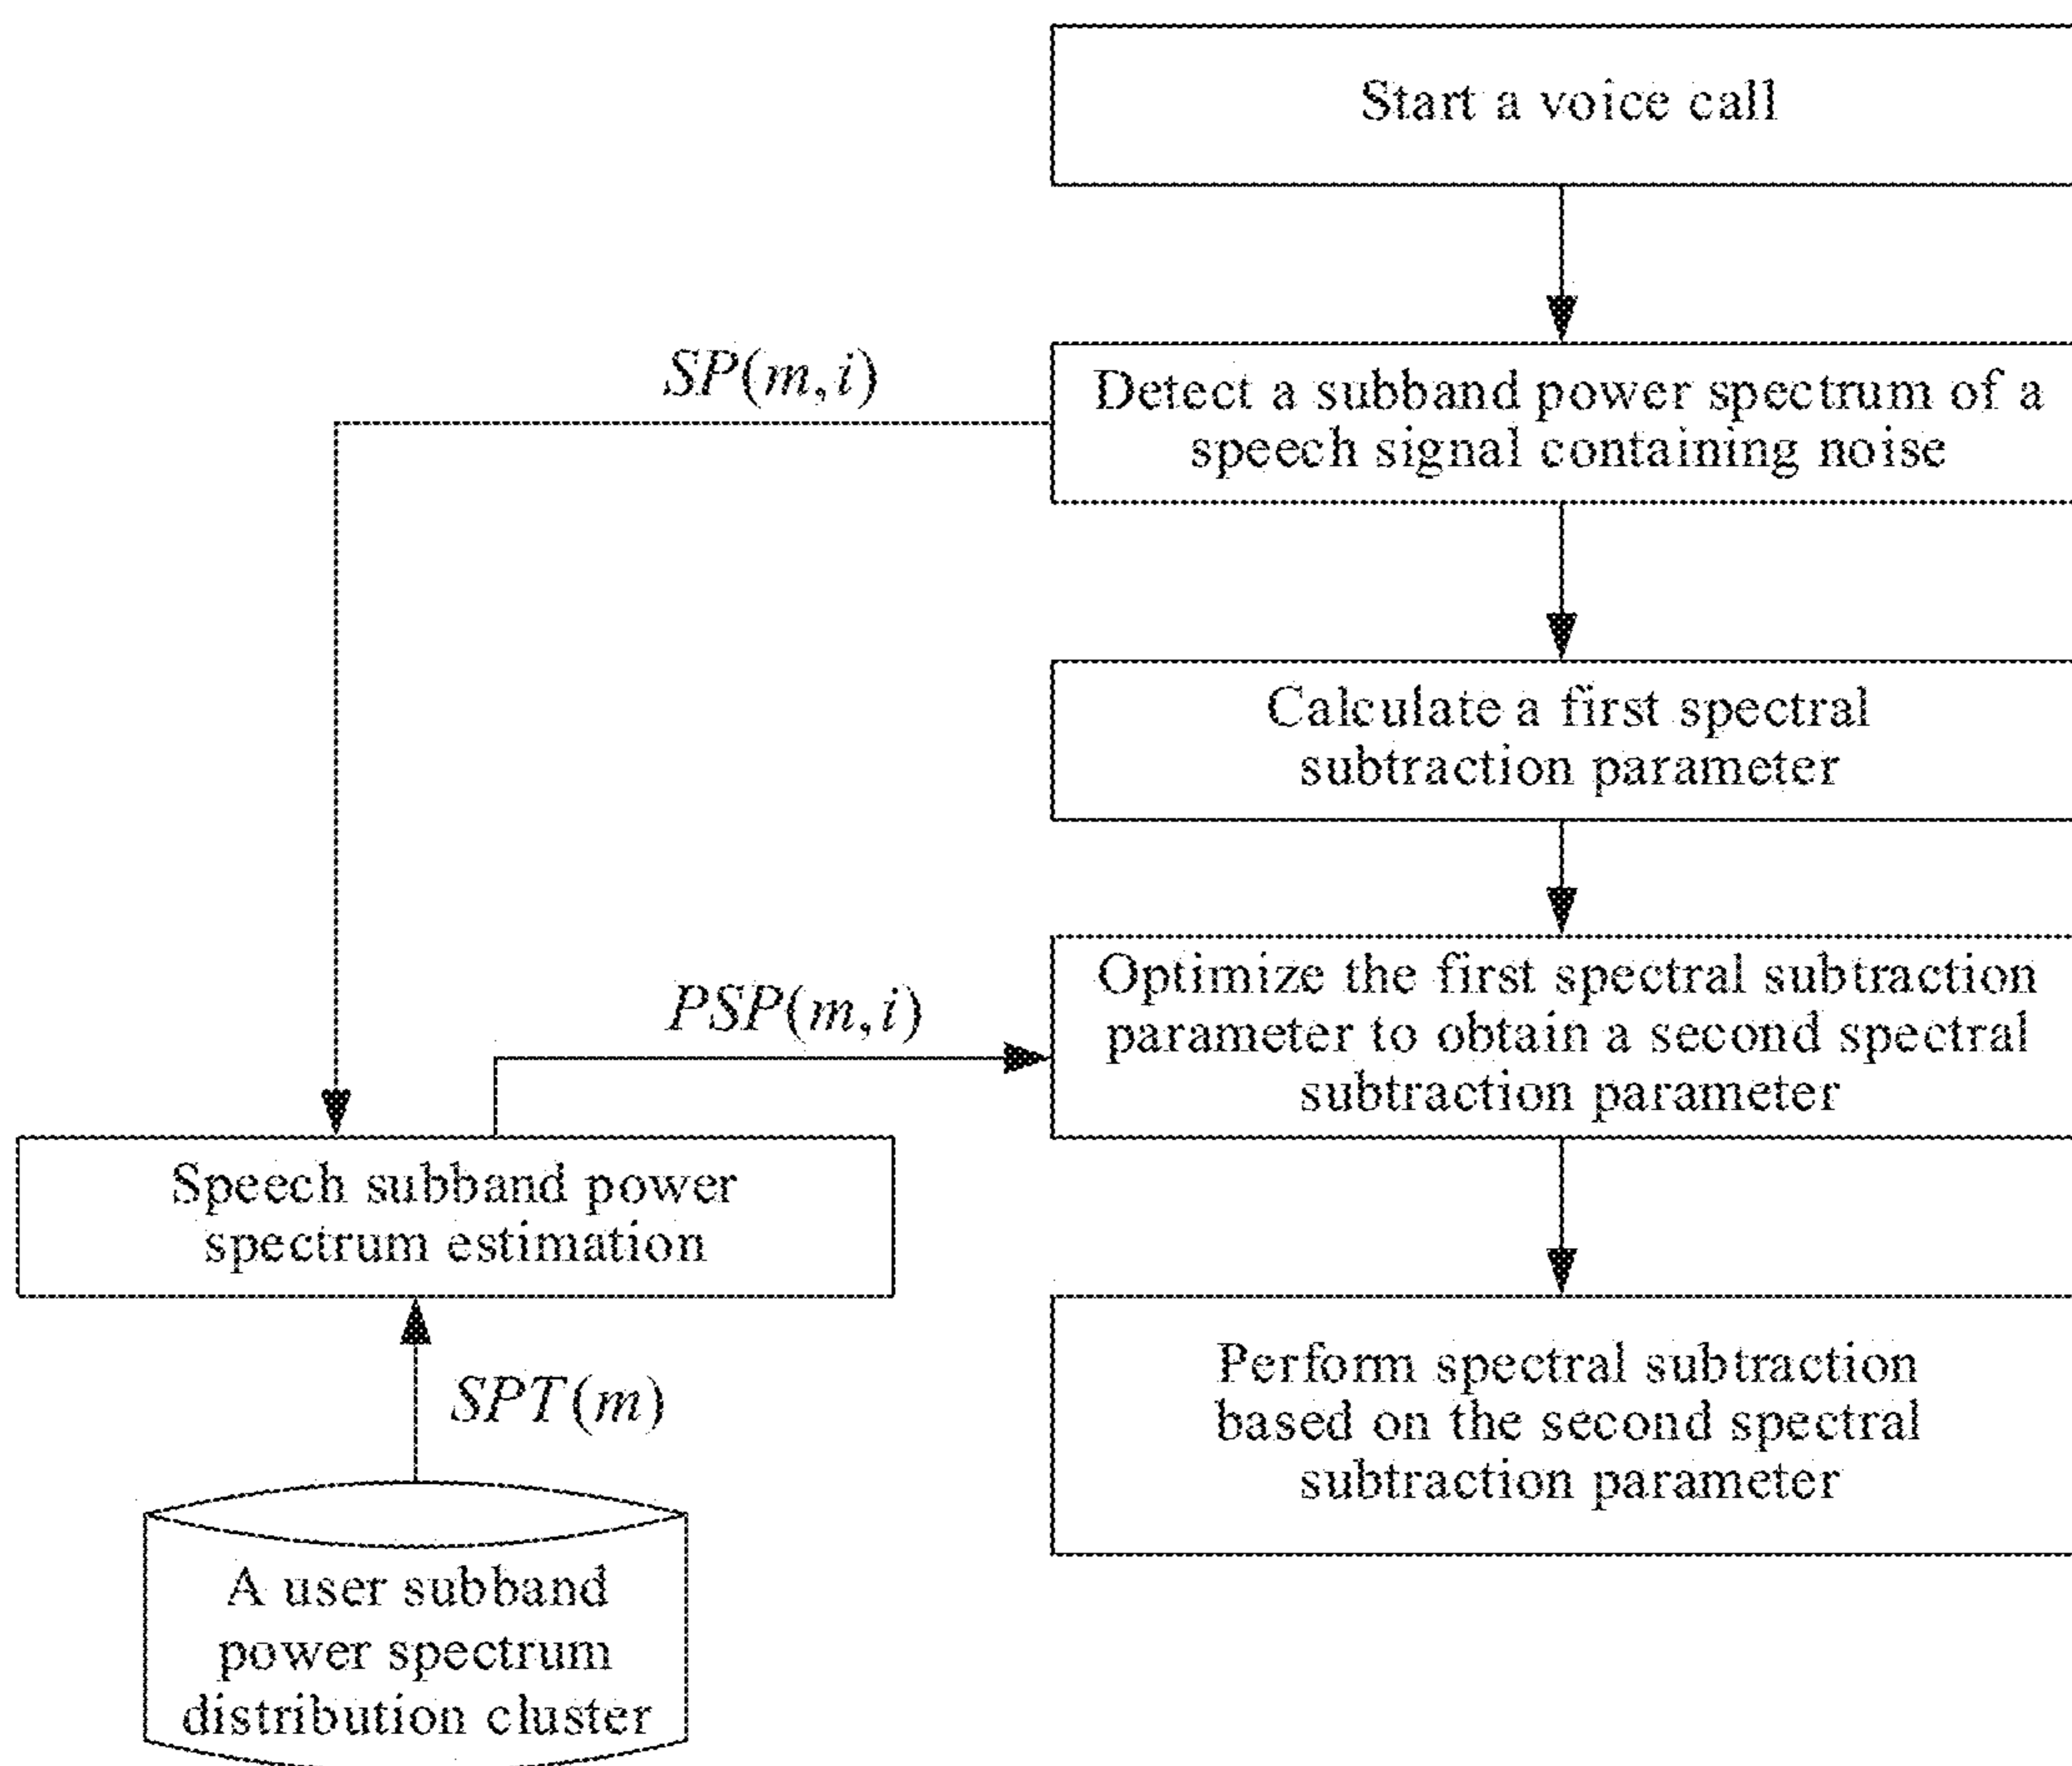 Start a voice call
SP(m,i)
Detect a subband power spectrum of a
speech signal containing noise
Calculate a first spectral
subtraction parameter
PSP(m,i)
Optimize the first spectral subtraction
parameter to obtain a second spectral
subtraction parameter
Speech subband power
spectrum estimation
SPT(m)
Perform spectral subtraction
based on the second spectral
subtraction parameter
A user subband
power spectrum
distribution cluster